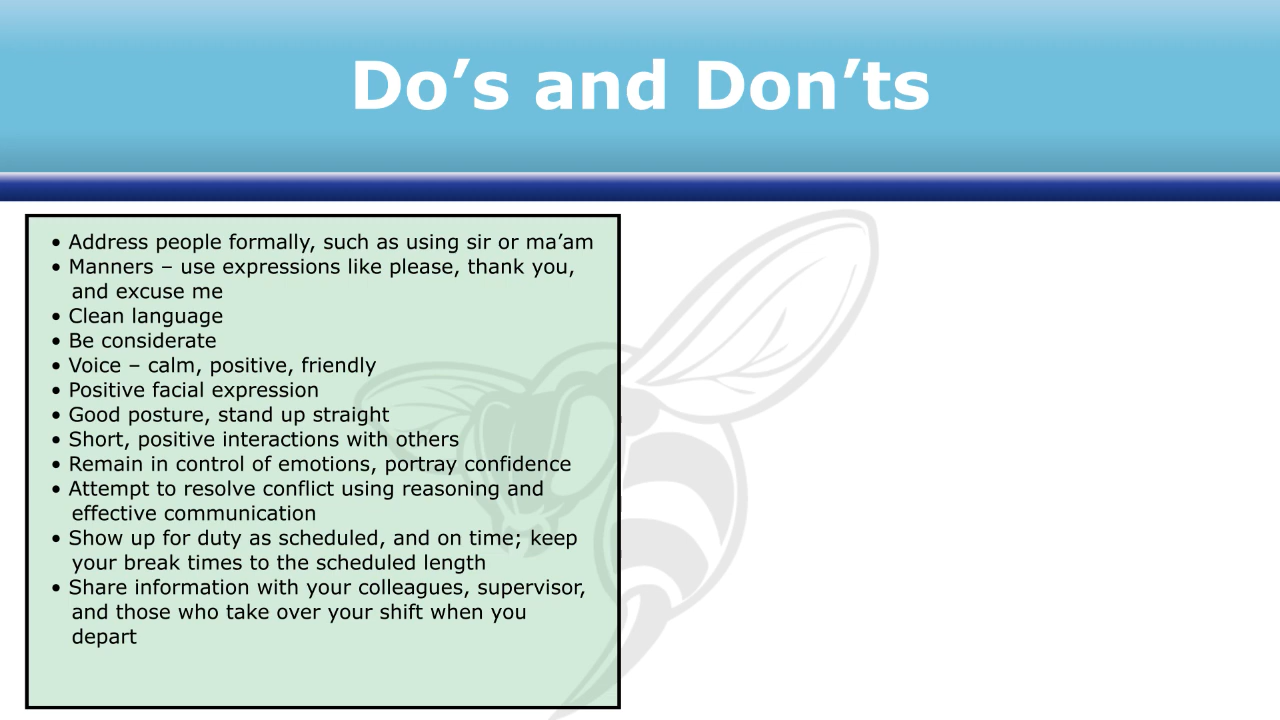 Do’s and Don’ts
• Address people formally, such as using sir or ma’am
• Manners – use expressions like please, thank you,
and excuse me
• Clean language
• Be considerate
• Voice – calm, positive, friendly
• Positive facial expression
• Good posture, stand up straight
• Short, positive interactions with others
• Remain in control of emotions, portray confidence
• Attempt to resolve conflict using reasoning and
effective communication
• Show up for duty as scheduled, and on time; keep
your break times to the scheduled length
• Share information with your colleagues, supervisor,
and those who take over your shift when you
depart